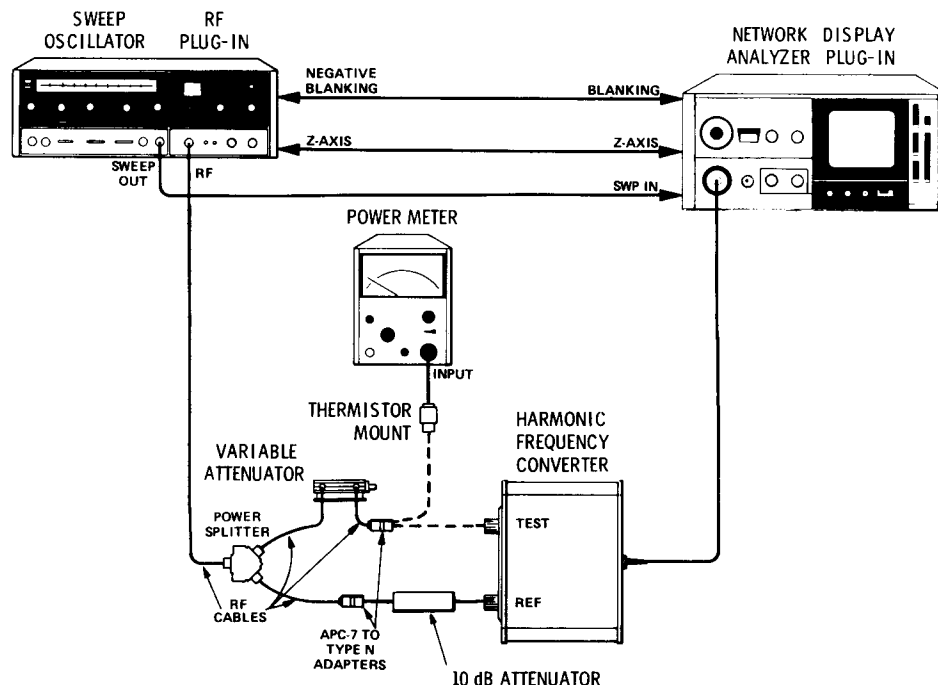 SWEEP
OSCILLATOR
RF
PLUG-IN
NETWORK
ANALYZER
DISPLAY
PLUG-IN
NEGATIVE
BLANKING
BLANKING
Z-AXIS
Z-AXIS
SWEEP
OUT
RF
SWP IN
POWER METER
INPUT
THERMISTOR
MOUNT
HARMONIC
FREQUENCY
CONVERTER
VARIABLE
ATTENUATOR
POWER
SPLITTER
TEST
RF
CABLES
REF
APC-7 TO
TYPE N
ADAPTERS
10 dB ATTENUATOR